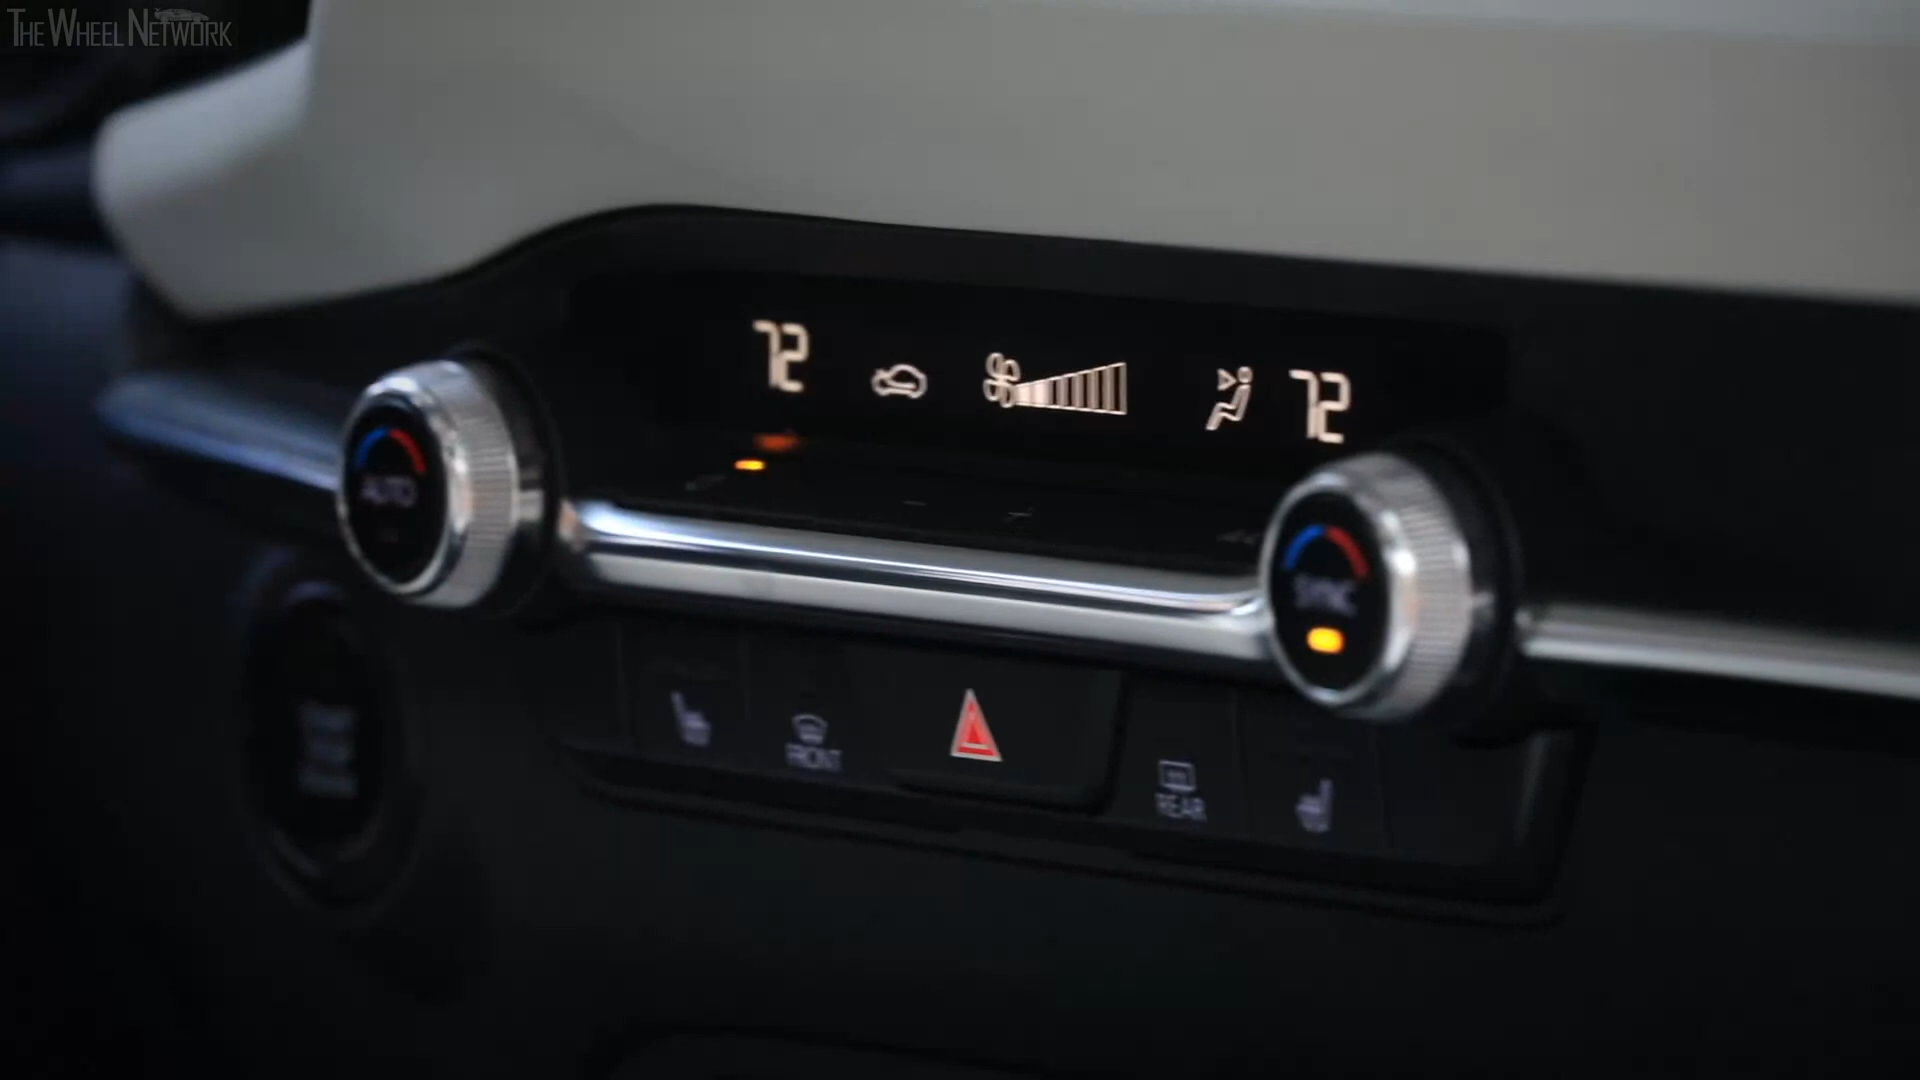 THE WHEEL NETWORK
72
72
AUTO
SYNC
FRONT
REAR